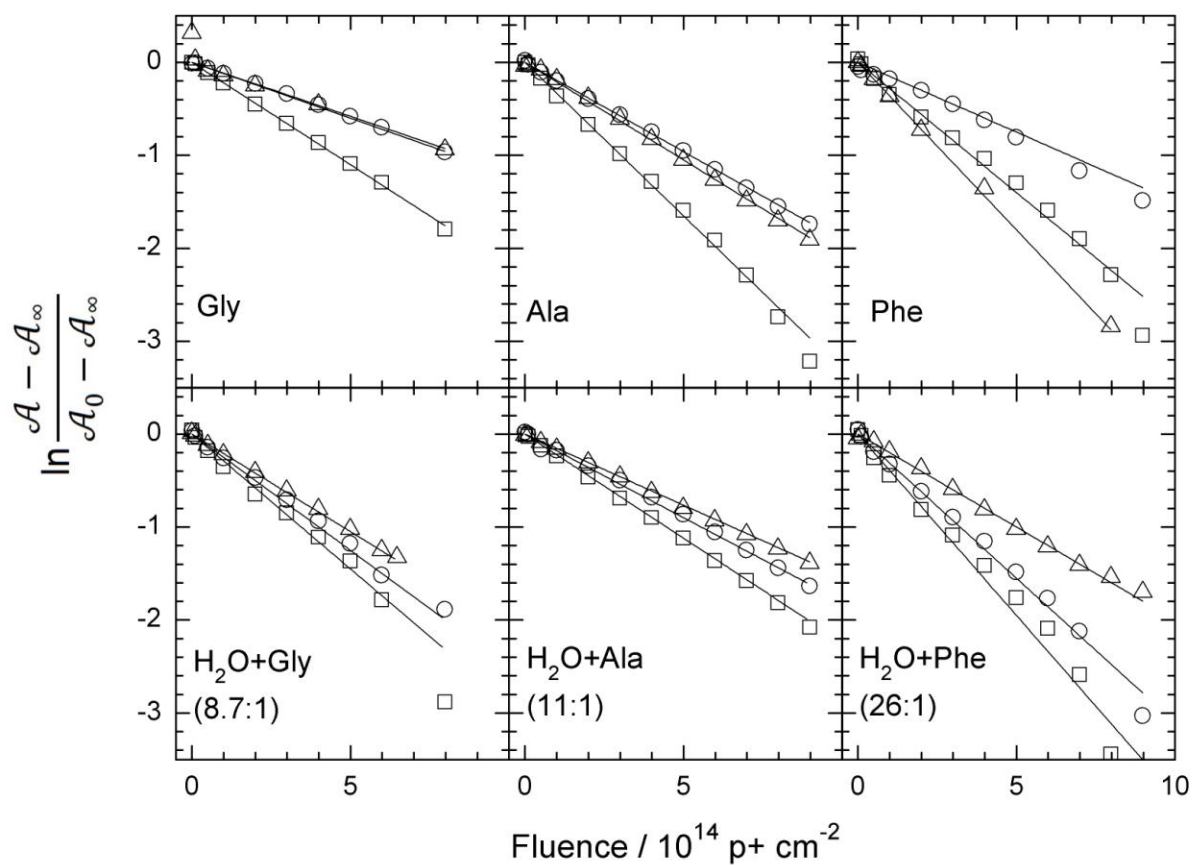 0
-1
-2
-3
Gly
Ala
Phe
ln (𝒜 − 𝒜∞)/(𝒜0 − 𝒜∞)
0
-1
-2
-3
H2O+Gly
(8.7:1)
H2O+Ala
(11:1)
H2O+Phe
(26:1)
0 5 0 5 0 5 10
Fluence / 10^14 p+ cm^-2